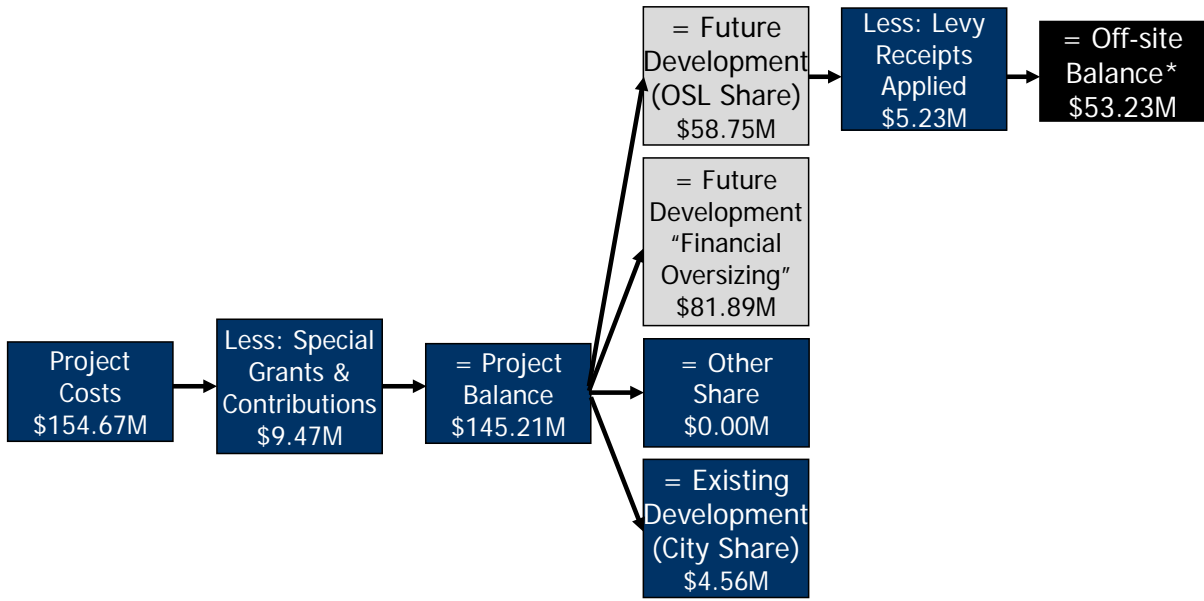 Project
Costs
$154.67M
Less: Special
Grants &
Contributions
$9.47M
= Project
Balance
$145.21M
= Future
Development
(OSL Share)
$58.75M
Less: Levy
Receipts
Applied
$5.23M
= Off-site
Balance*
$53.23M
= Future
Development
“Financial
Oversizing”
$81.89M
= Other
Share
$0.00M
= Existing
Development
(City Share)
$4.56M